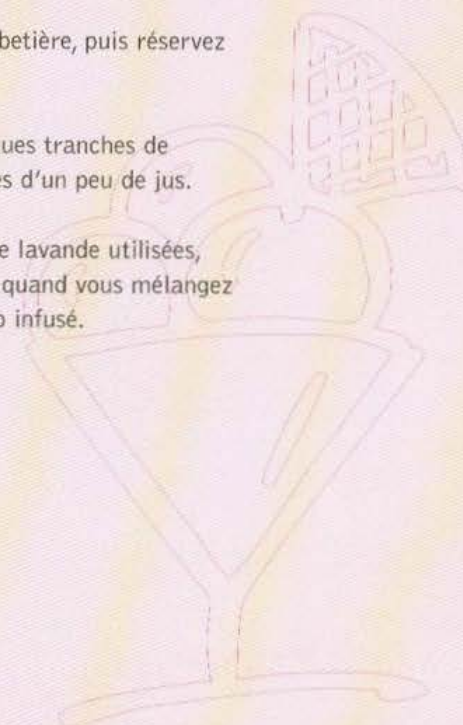 betière, puis réservez
ues tranches de
es d'un peu de jus.
e lavande utilisées,
quand vous mélangez
infusé.